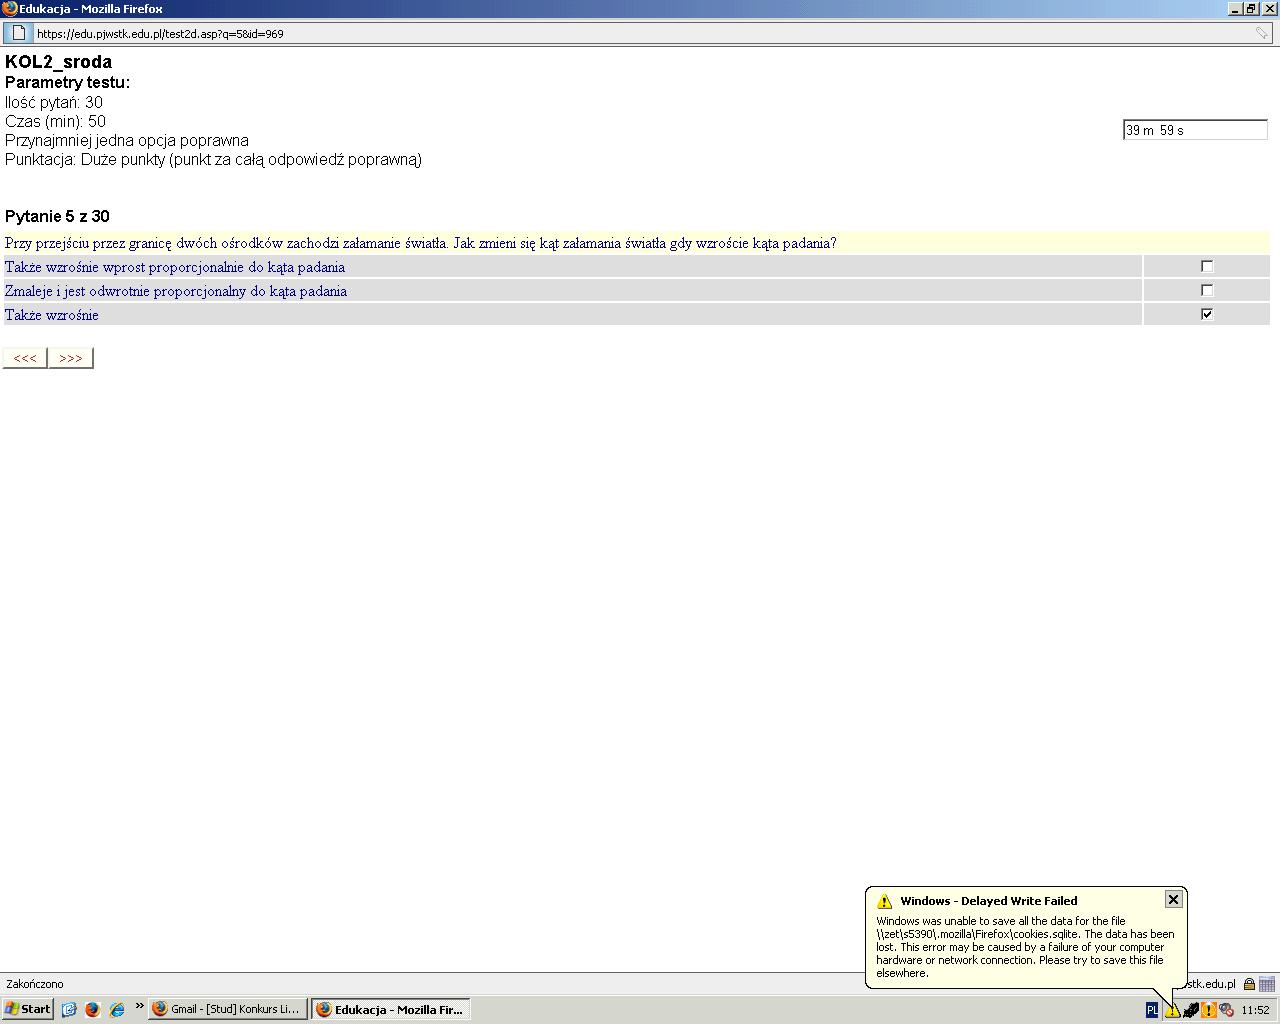 Edukacja - Mozilla Firefox
https://edu.pjwstk.edu.pl/test2d.asp?q=5&id=969
KOL2_sroda
Parametry testu:
Ilość pytań: 30
Czas (min): 50
Przynajmniej jedna opcja poprawna
Punktacja: Duże punkty (punkt za całą odpowiedź poprawną)
39 m 59 s
Pytanie 5 z 30
Przy przejściu przez granicę dwóch ośrodków zachodzi załamanie światła. Jak zmieni się kąt załamania światła gdy wzroście kąta padania?
Także wzrośnie wprost proporcjonalnie do kąta padania
Zmaleje i jest odwrotnie proporcjonalny do kąta padania
Także wzrośnie
<<< >>>
Windows - Delayed Write Failed
Windows was unable to save all the data for the file
\\zet\s5390\.mozilla\Firefox\cookies.sqlite. The data has been
lost. This error may be caused by a failure of your computer
hardware or network connection. Please try to save this file
elsewhere.
Zakończono
wstk.edu.pl
Start
Gmail - [Stud] Konkurs Li...
Edukacja - Mozilla Fir...
PL
11:52